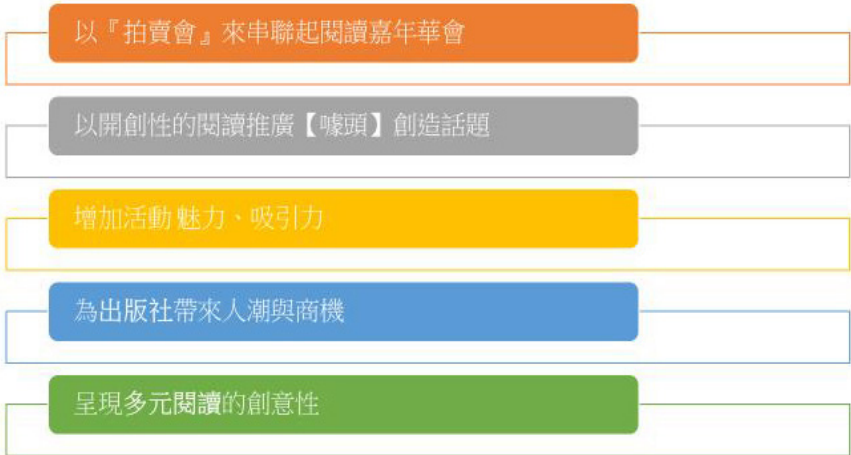 以『拍賣會』來串聯起閱讀嘉年華會
以開創性的閱讀推廣【噱頭】創造話題
增加活動 魅力、吸引力
為出版社帶來人潮與商機
呈現多元閱讀的創意性